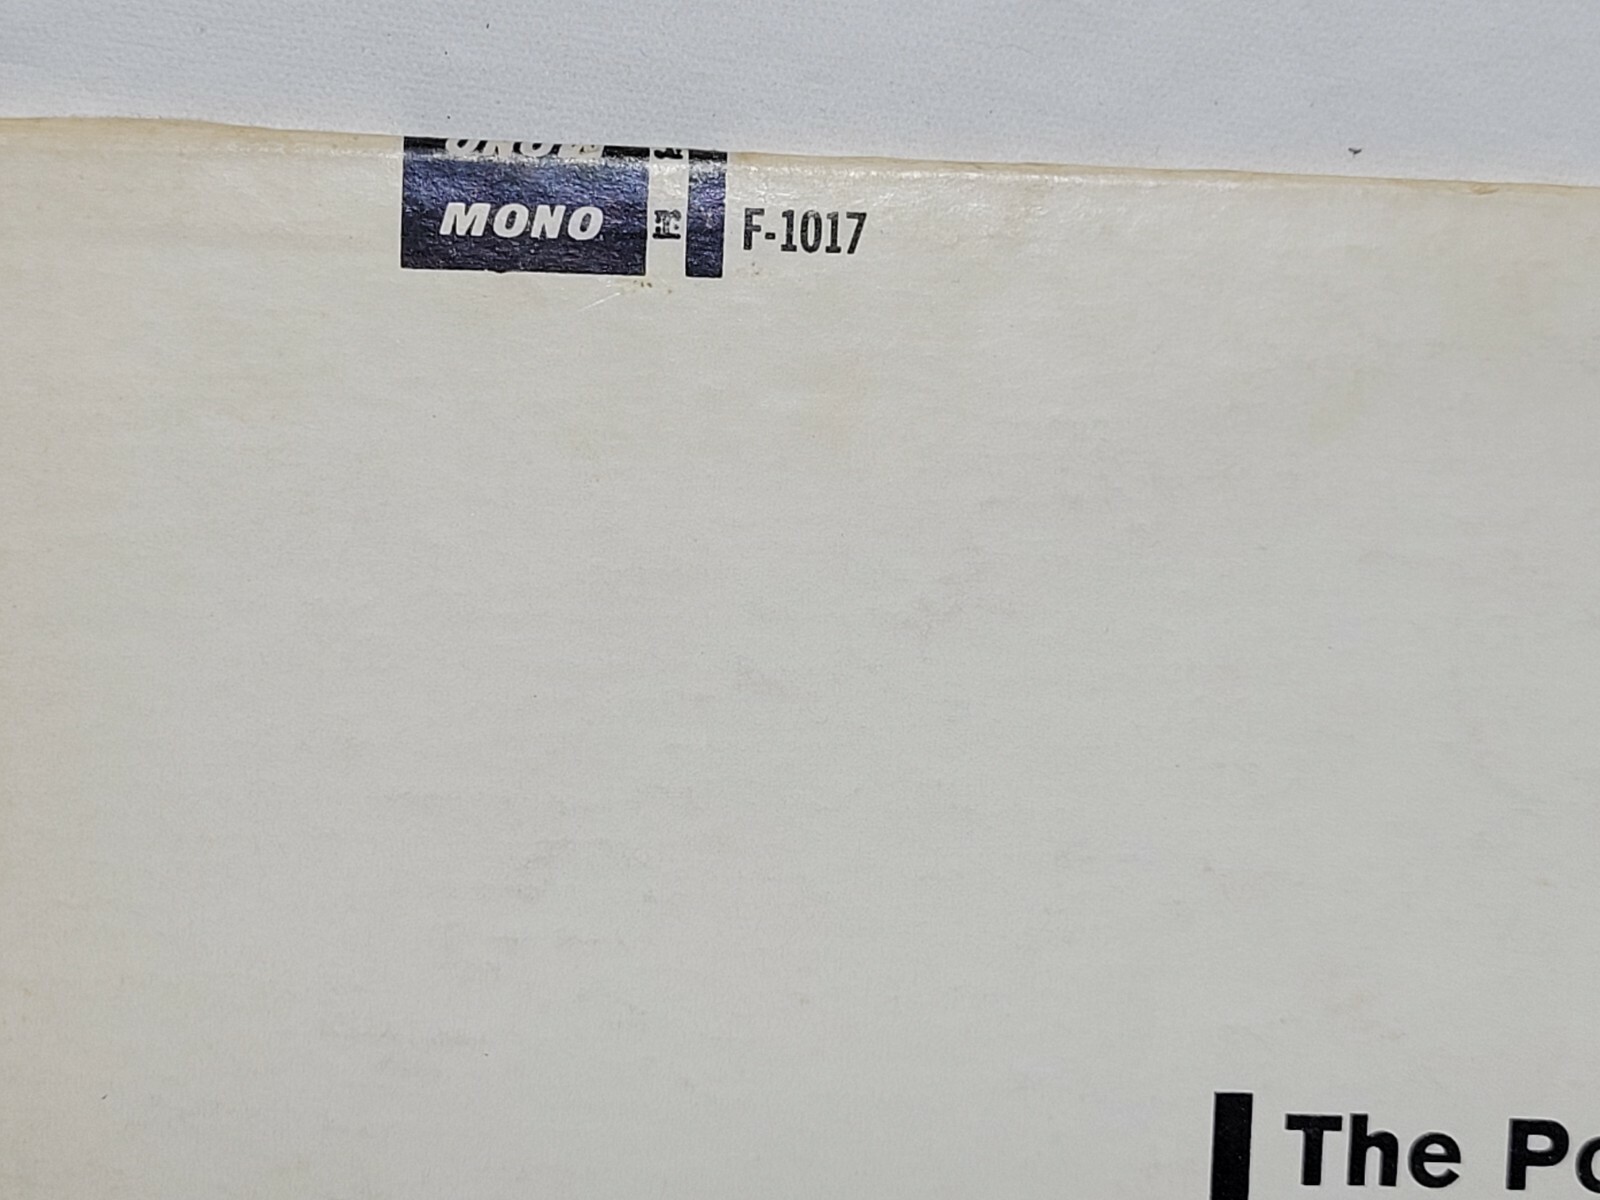 MONO F-1017
The Po